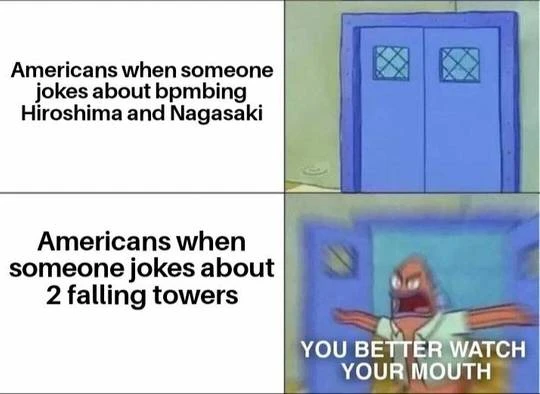 Americans when someone
jokes about bpmbing
Hiroshima and Nagasaki
Americans when
someone jokes about
2 falling towers
YOU BETTER WATCH
YOUR MOUTH